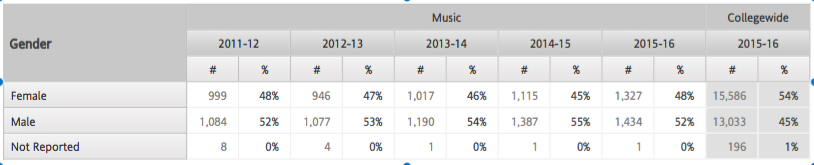 Music Collegewide
Gender 2011-12 2012-13 2013-14 2014-15 2015-16 2015-16
# % # % # % # % # % # %
Female 999 48% 946 47% 1,017 46% 1,115 45% 1,327 48% 15,586 54%
Male 1,084 52% 1,077 53% 1,190 54% 1,387 55% 1,434 52% 13,033 45%
Not Reported 8 0% 4 0% 1 0% 1 0% 1 0% 196 1%